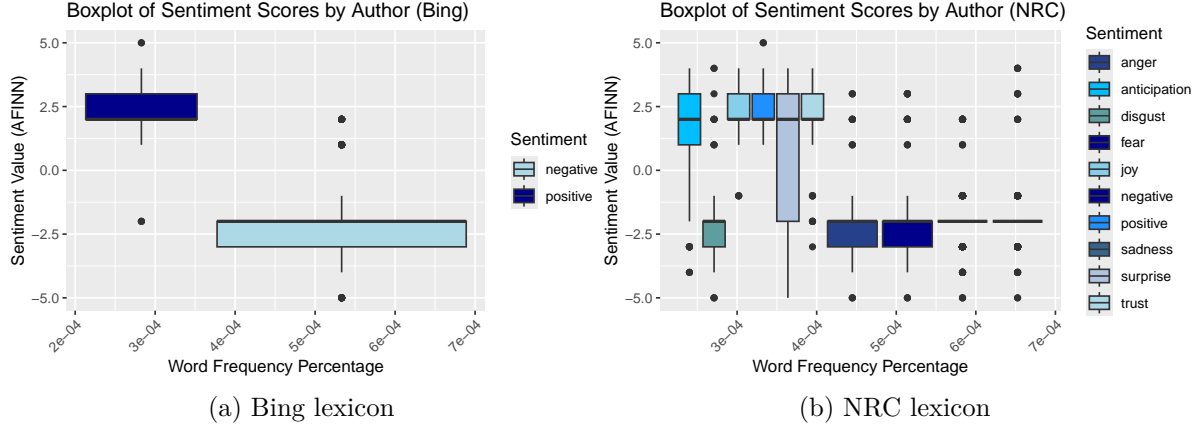 Boxplot of Sentiment Scores by Author (Bing)
Sentiment Value (AFINN)
5.0
2.5
0.0
−2.5
−5.0
2e−04
3e−04
4e−04
5e−04
6e−04
7e−04
Word Frequency Percentage
Sentiment
negative
positive
(a) Bing lexicon
Boxplot of Sentiment Scores by Author (NRC)
Sentiment Value (AFINN)
5.0
2.5
0.0
−2.5
−5.0
3e−04
4e−04
5e−04
6e−04
7e−04
Word Frequency Percentage
Sentiment
anger
anticipation
disgust
fear
joy
negative
positive
sadness
surprise
trust
(b) NRC lexicon